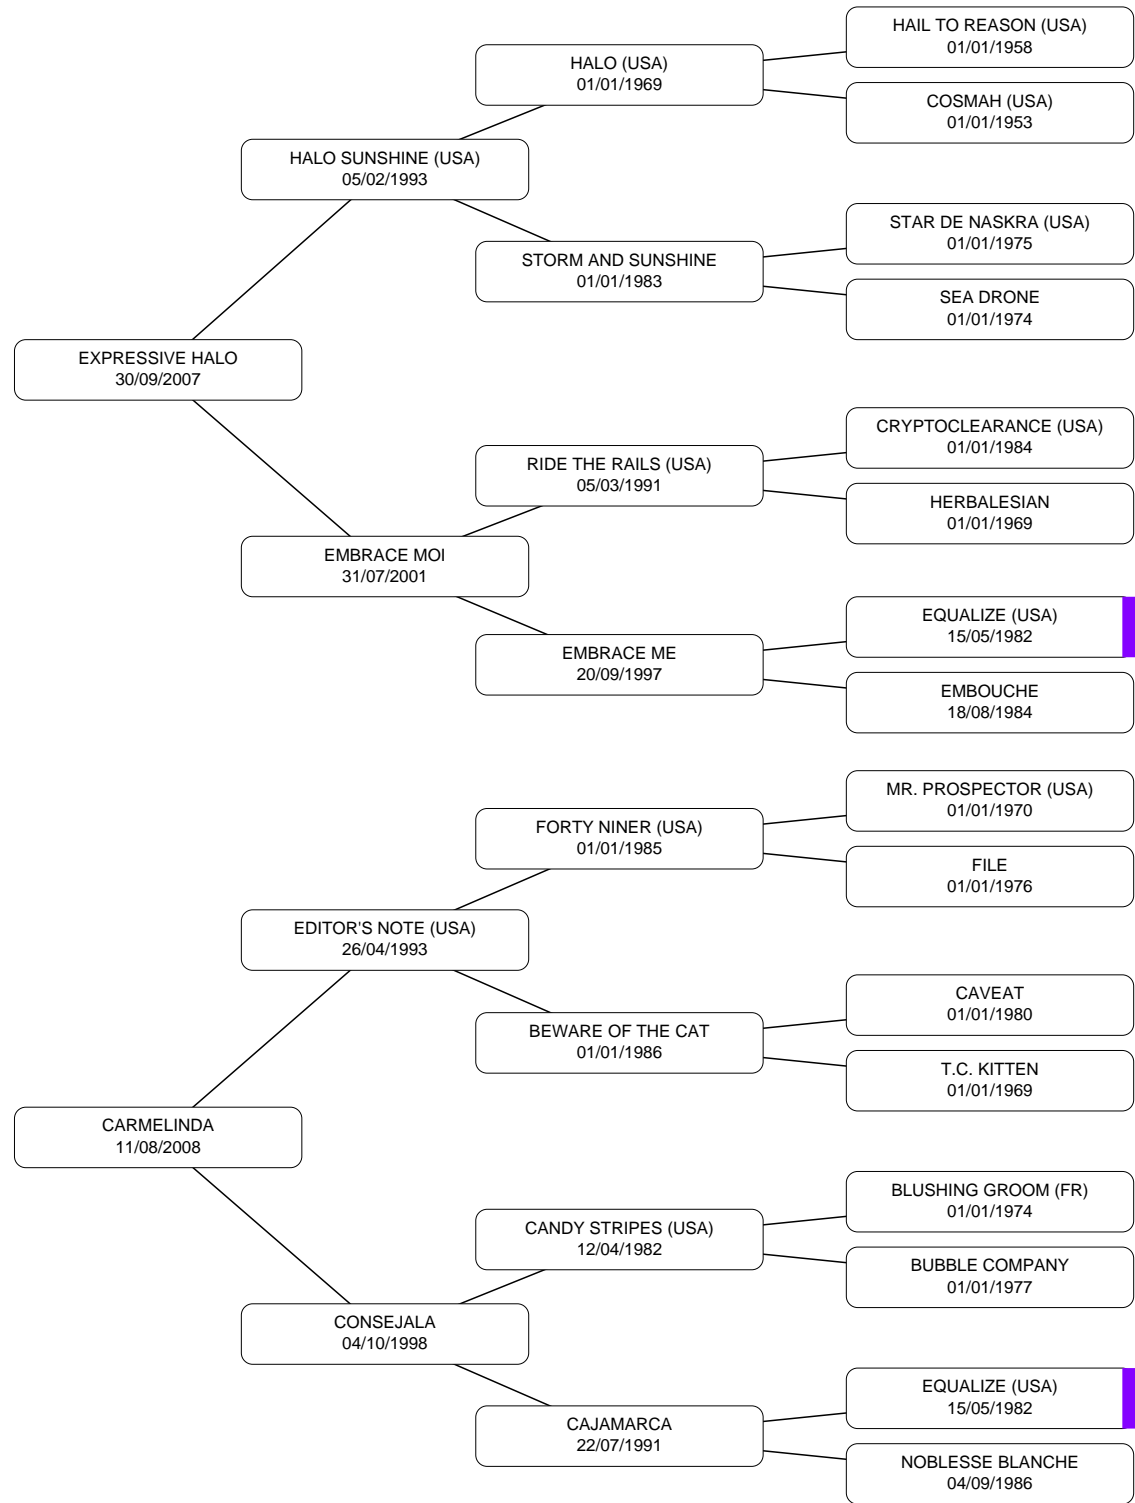 HAIL TO REASON (USA)
01/01/1958
HALO (USA)
01/01/1969
COSMAH (USA)
01/01/1953
HALO SUNSHINE (USA)
05/02/1993
STAR DE NASKRA (USA)
01/01/1975
STORM AND SUNSHINE
01/01/1983
SEA DRONE
01/01/1974
EXPRESSIVE HALO
30/09/2007
CRYPTOCLEARANCE (USA)
01/01/1984
RIDE THE RAILS (USA)
05/03/1991
HERBALESIAN
01/01/1969
EMBRACE MOI
31/07/2001
EQUALIZE (USA)
15/05/1982
EMBRACE ME
20/09/1997
EMBOUCHE
18/08/1984
MR. PROSPECTOR (USA)
01/01/1970
FORTY NINER (USA)
01/01/1985
FILE
01/01/1976
EDITOR'S NOTE (USA)
26/04/1993
CAVEAT
01/01/1980
BEWARE OF THE CAT
01/01/1986
T.C. KITTEN
01/01/1969
CARMELINDA
11/08/2008
BLUSHING GROOM (FR)
01/01/1974
CANDY STRIPES (USA)
12/04/1982
BUBBLE COMPANY
01/01/1977
CONSEJALA
04/10/1998
EQUALIZE (USA)
15/05/1982
CAJAMARCA
22/07/1991
NOBLESSE BLANCHE
04/09/1986